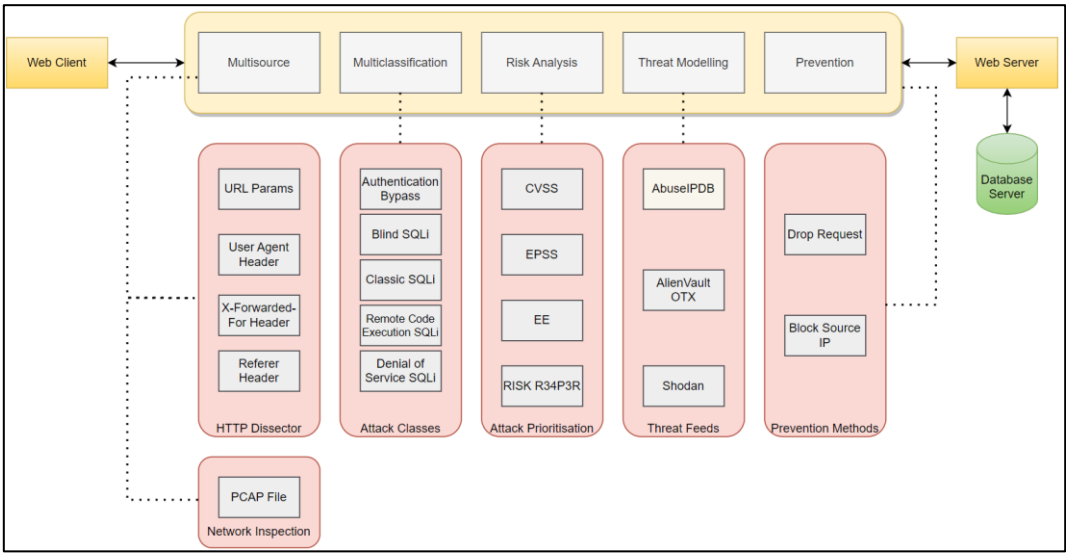 Web Client
Multisource
Multiclassification
Risk Analysis
Threat Modelling
Prevention
Web Server
Database
Server
URL Params
User Agent
Header
X-Forwarded-
For Header
Referer
Header
HTTP Dissector
Authentication
Bypass
Blind SQLi
Classic SQLi
Remote Code
Execution SQLi
Denial of
Service SQLi
Attack Classes
CVSS
EPSS
EE
RISK R34P3R
Attack Prioritisation
AbuseIPDB
AlienVault
OTX
Shodan
Threat Feeds
Drop Request
Block Source
IP
Prevention Methods
PCAP File
Network Inspection